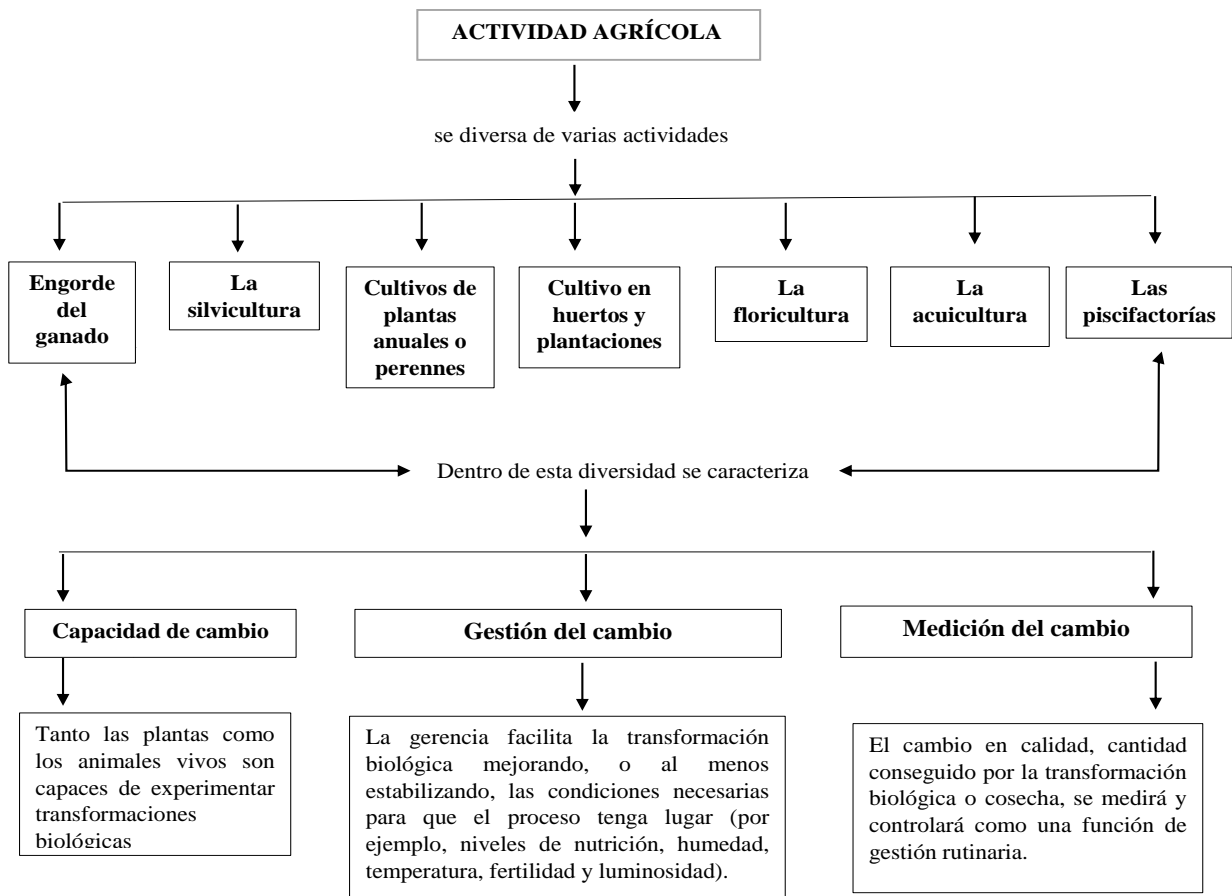 ACTIVIDAD AGRÍCOLA
se diversa de varias actividades
Engorde
del
ganado
La
silvicultura
Cultivos de
plantas
anuales o
perennes
Cultivo en
huertos y
plantaciones
La
floricultura
La
acuicultura
Las
piscifactorías
Dentro de esta diversidad se caracteriza
Capacidad de cambio
Gestión del cambio
Medición del cambio
Tanto las plantas como
los animales vivos son
capaces de experimentar
transformaciones
biológicas
La gerencia facilita la transformación
biológica mejorando, o al menos
estabilizando, las condiciones necesarias
para que el proceso tenga lugar (por
ejemplo, niveles de nutrición, humedad,
temperatura, fertilidad y luminosidad).
El cambio en calidad, cantidad
conseguido por la transformación
biológica o cosecha, se medirá y
controlará como una función de
gestión rutinaria.